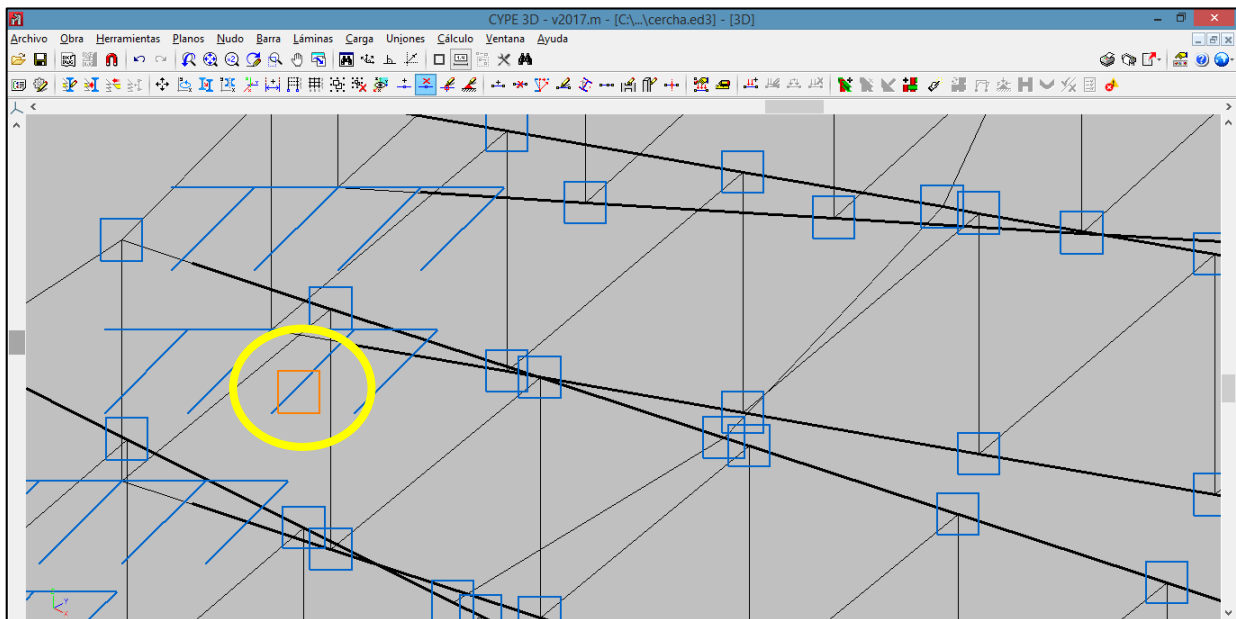 CYPE 3D - v2017.m - [C:\...\cercha.ed3] - [3D]
Archivo Obra Herramientas Planos Nudo Barra Láminas Carga Uniones Cálculo Ventana Ayuda